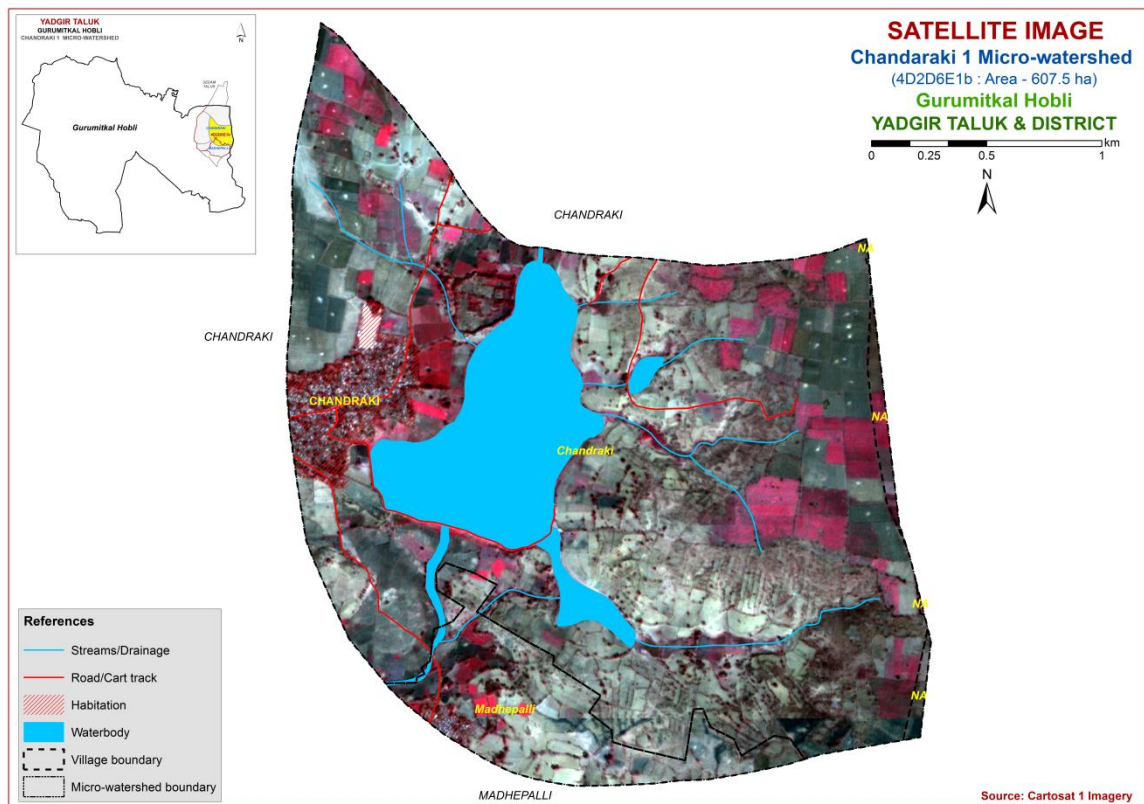 YADGIR TALUK
GURUMITKAL HOBLI
CHANDRAKI 1 MICRO-WATERSHED
N
SEDAM
TALUK
Gurumitkal Hobli
SATELLITE IMAGE
Chandaraki 1 Micro-watershed
(4D2D6E1b : Area - 607.5 ha)
Gurumitkal Hobli
YADGIR TALUK & DISTRICT
km
0 0.25 0.5 1
N
CHANDRAKI
NA
CHANDRAKI
CHANDRAKI
NA
Chandraki
NA
NA
Madhepalli
MADHEPALLI
References
Streams/Drainage
Road/Cart track
Habitation
Waterbody
Village boundary
Micro-watershed boundary
Source: Cartosat 1 Imagery